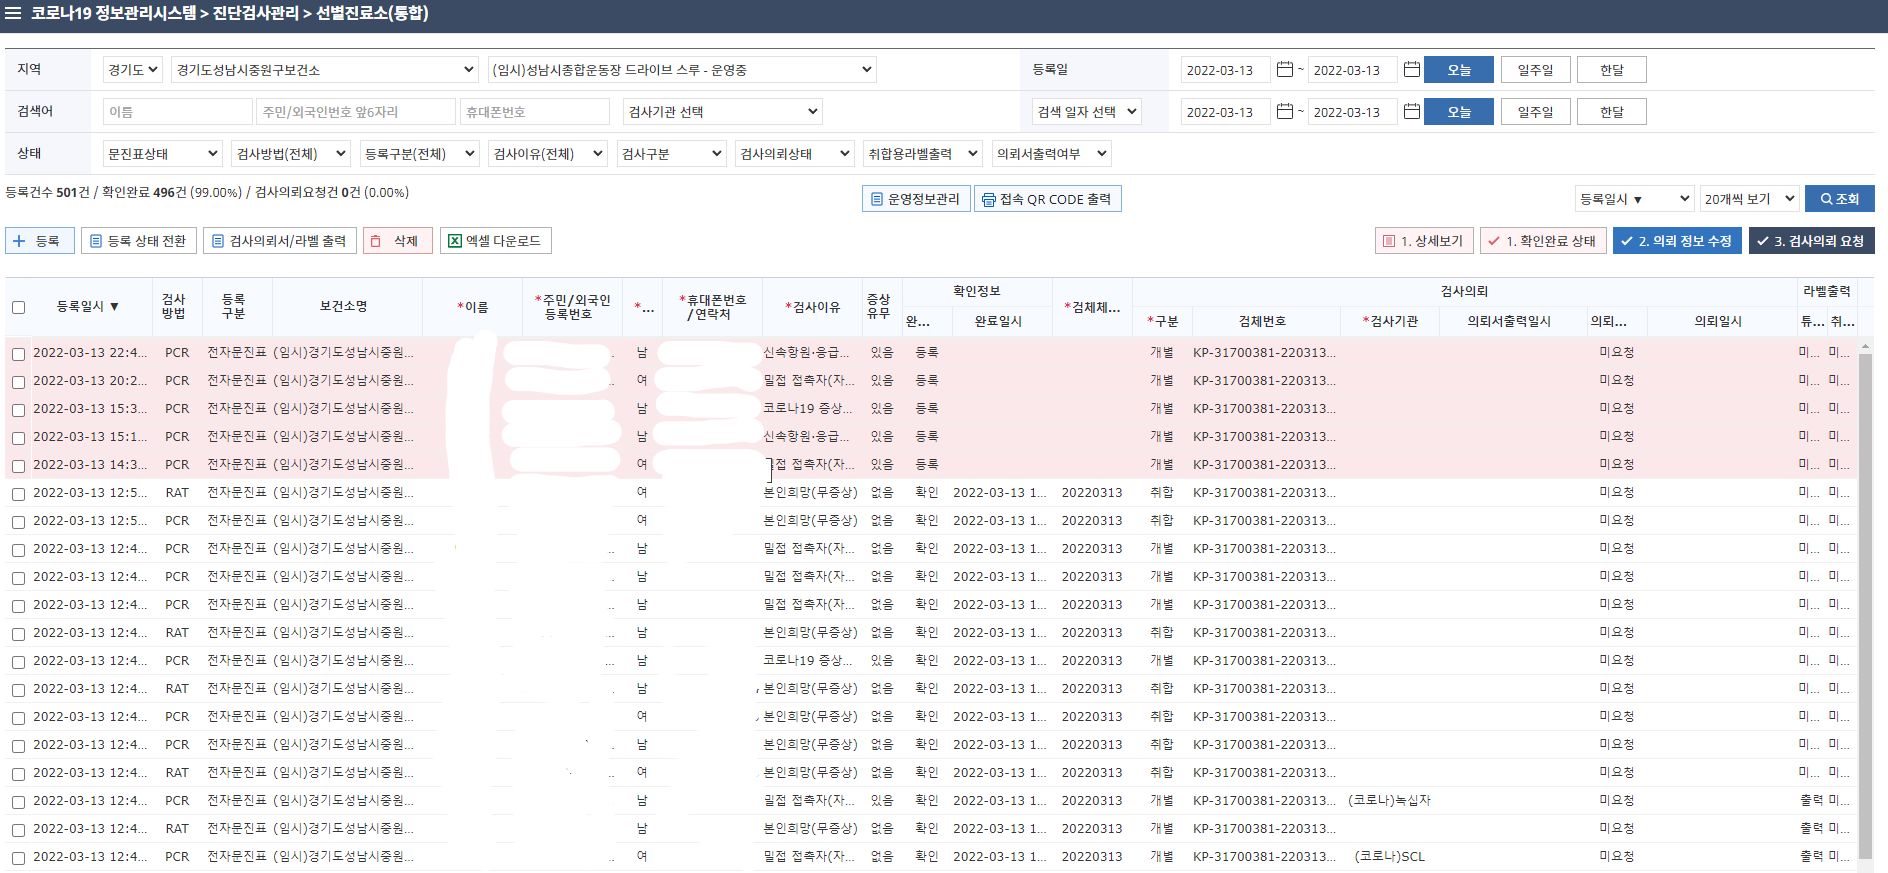 코로나19 정보관리시스템 > 진단검사관리 > 선별진료소(통합)
지역 경기도 경기도성남시중원구보건소 (임시)성남시종합운동장 드라이브 스루 - 운영중 등록일 2022-03-13 ~ 2022-03-13 오늘 일주일 한달
검색어 이름 주민/외국인번호 앞6자리 휴대폰번호 검사기관 선택 검색 일자 선택 2022-03-13 ~ 2022-03-13 오늘 일주일 한달
상태 문진표상태 검사방법(전체) 등록구분(전체) 검사이유(전체) 검사구분 검사의뢰상태 취합용라벨출력 의뢰서출력여부
등록건수 501건 / 확인완료 496건 (99.00%) / 검사의뢰요청건 0건 (0.00%) 운영정보관리 접속 QR CODE 출력 등록일시 ▼ 20개씩 보기 조회
등록 등록 상태 전환 검사의뢰서/라벨 출력 삭제 엑셀 다운로드 1. 상세보기 1. 확인완료 상태 2. 의뢰 정보 수정 3. 검사의뢰 요청
등록일시 ▼ 검사방법 등록구분 보건소명 *이름 *주민/외국인등록번호 *... *휴대폰번호/연락처 *검사이유 증상유무 확인정보 *검체체... 검사의뢰 라벨출력
완... 완료일시 *구분 검체번호 *검사기관 의뢰서출력일시 의뢰... 의뢰일시 튜... 취...
2022-03-13 22:4... PCR 전자문진표 (임시)경기도성남시중원... 남 신속항원·응급... 있음 등록 개별 KP-31700381-220313... 미요청 미... 미...
2022-03-13 20:2... PCR 전자문진표 (임시)경기도성남시중원... 여 밀접 접촉자(자... 있음 등록 개별 KP-31700381-220313... 미요청 미... 미...
2022-03-13 15:3... PCR 전자문진표 (임시)경기도성남시중원... 남 코로나19 증상... 있음 등록 개별 KP-31700381-220313... 미요청 미... 미...
2022-03-13 15:1... PCR 전자문진표 (임시)경기도성남시중원... 남 신속항원·응급... 있음 등록 개별 KP-31700381-220313... 미요청 미... 미...
2022-03-13 14:3... PCR 전자문진표 (임시)경기도성남시중원... 여 접촉자(자... 있음 등록 개별 KP-31700381-220313... 미요청 미... 미...
2022-03-13 12:5... RAT 전자문진표 (임시)경기도성남시중원... 여 본인희망(무증상) 없음 확인 2022-03-13 1... 20220313 취합 KP-31700381-220313... 미요청 미... 미...
2022-03-13 12:5... PCR 전자문진표 (임시)경기도성남시중원... 여 본인희망(무증상) 없음 확인 2022-03-13 1... 20220313 취합 KP-31700381-220313... 미요청 미... 미...
2022-03-13 12:4... PCR 전자문진표 (임시)경기도성남시중원... 남 밀접 접촉자(자... 없음 확인 2022-03-13 1... 20220313 개별 KP-31700381-220313... 미요청 미... 미...
2022-03-13 12:4... PCR 전자문진표 (임시)경기도성남시중원... 남 밀접 접촉자(자... 없음 확인 2022-03-13 1... 20220313 개별 KP-31700381-220313... 미요청 미... 미...
2022-03-13 12:4... PCR 전자문진표 (임시)경기도성남시중원... 남 밀접 접촉자(자... 없음 확인 2022-03-13 1... 20220313 개별 KP-31700381-220313... 미요청 미... 미...
2022-03-13 12:4... RAT 전자문진표 (임시)경기도성남시중원... 남 본인희망(무증상) 없음 확인 2022-03-13 1... 20220313 취합 KP-31700381-220313... 미요청 미... 미...
2022-03-13 12:4... PCR 전자문진표 (임시)경기도성남시중원... 남 코로나19 증상... 있음 확인 2022-03-13 1... 20220313 개별 KP-31700381-220313... 미요청 미... 미...
2022-03-13 12:4... RAT 전자문진표 (임시)경기도성남시중원... 남 본인희망(무증상) 없음 확인 2022-03-13 1... 20220313 취합 KP-31700381-220313... 미요청 미... 미...
2022-03-13 12:4... PCR 전자문진표 (임시)경기도성남시중원... 여 본인희망(무증상) 없음 확인 2022-03-13 1... 20220313 취합 KP-31700381-220313... 미요청 미... 미...
2022-03-13 12:4... PCR 전자문진표 (임시)경기도성남시중원... 남 본인희망(무증상) 없음 확인 2022-03-13 1... 20220313 취합 KP-31700381-220313... 미요청 미... 미...
2022-03-13 12:4... RAT 전자문진표 (임시)경기도성남시중원... 여 본인희망(무증상) 없음 확인 2022-03-13 1... 20220313 취합 KP-31700381-220313... 미요청 미... 미...
2022-03-13 12:4... PCR 전자문진표 (임시)경기도성남시중원... 남 밀접 접촉자(자... 있음 확인 2022-03-13 1... 20220313 개별 KP-31700381-220313... (코로나)녹십자 미요청 출력 미...
2022-03-13 12:4... RAT 전자문진표 (임시)경기도성남시중원... 남 본인희망(무증상) 없음 확인 2022-03-13 1... 20220313 개별 KP-31700381-220313... 미요청 출력 미...
2022-03-13 12:4... PCR 전자문진표 (임시)경기도성남시중원... 여 밀접 접촉자(자... 없음 확인 2022-03-13 1... 20220313 개별 KP-31700381-220313... (코로나)SCL 미요청 출력 미...